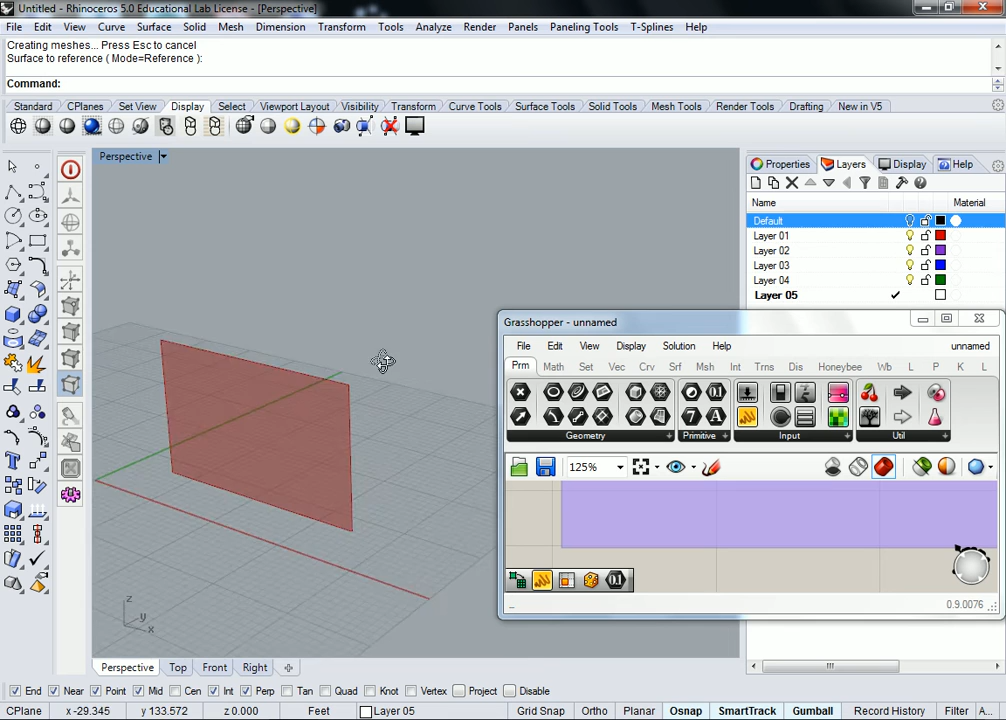 Untitled - Rhinoceros 5.0 Educational Lab License - [Perspective]
File Edit View Curve Surface Solid Mesh Dimension Transform Tools Analyze Render Panels Paneling Tools T-Splines Help
Creating meshes... Press Esc to cancel
Surface to reference ( Mode=Reference ):
Command:
Standard CPlanes Set View Display Select Viewport Layout Visibility Transform Curve Tools Surface Tools Solid Tools Mesh Tools Render Tools Drafting New in V5
Perspective
Properties Layers Display Help
Name Material
Default
Layer 01
Layer 02
Layer 03
Layer 04
Layer 05
Grasshopper - unnamed
File Edit View Display Solution Help unnamed
Prm Math Set Vec Crv Srf Msh Int Trns Dis Honeybee Wb L P K L
Geometry Primitive Input Util
125%
0.9.0076
z
y
x
Perspective Top Front Right
End Near Point Mid Cen Int Perp Tan Quad Knot Vertex Project Disable
CPlane x -29.345 y 133.572 z 0.000 Feet Layer 05 Grid Snap Ortho Planar Osnap SmartTrack Gumball Record History Filter A...